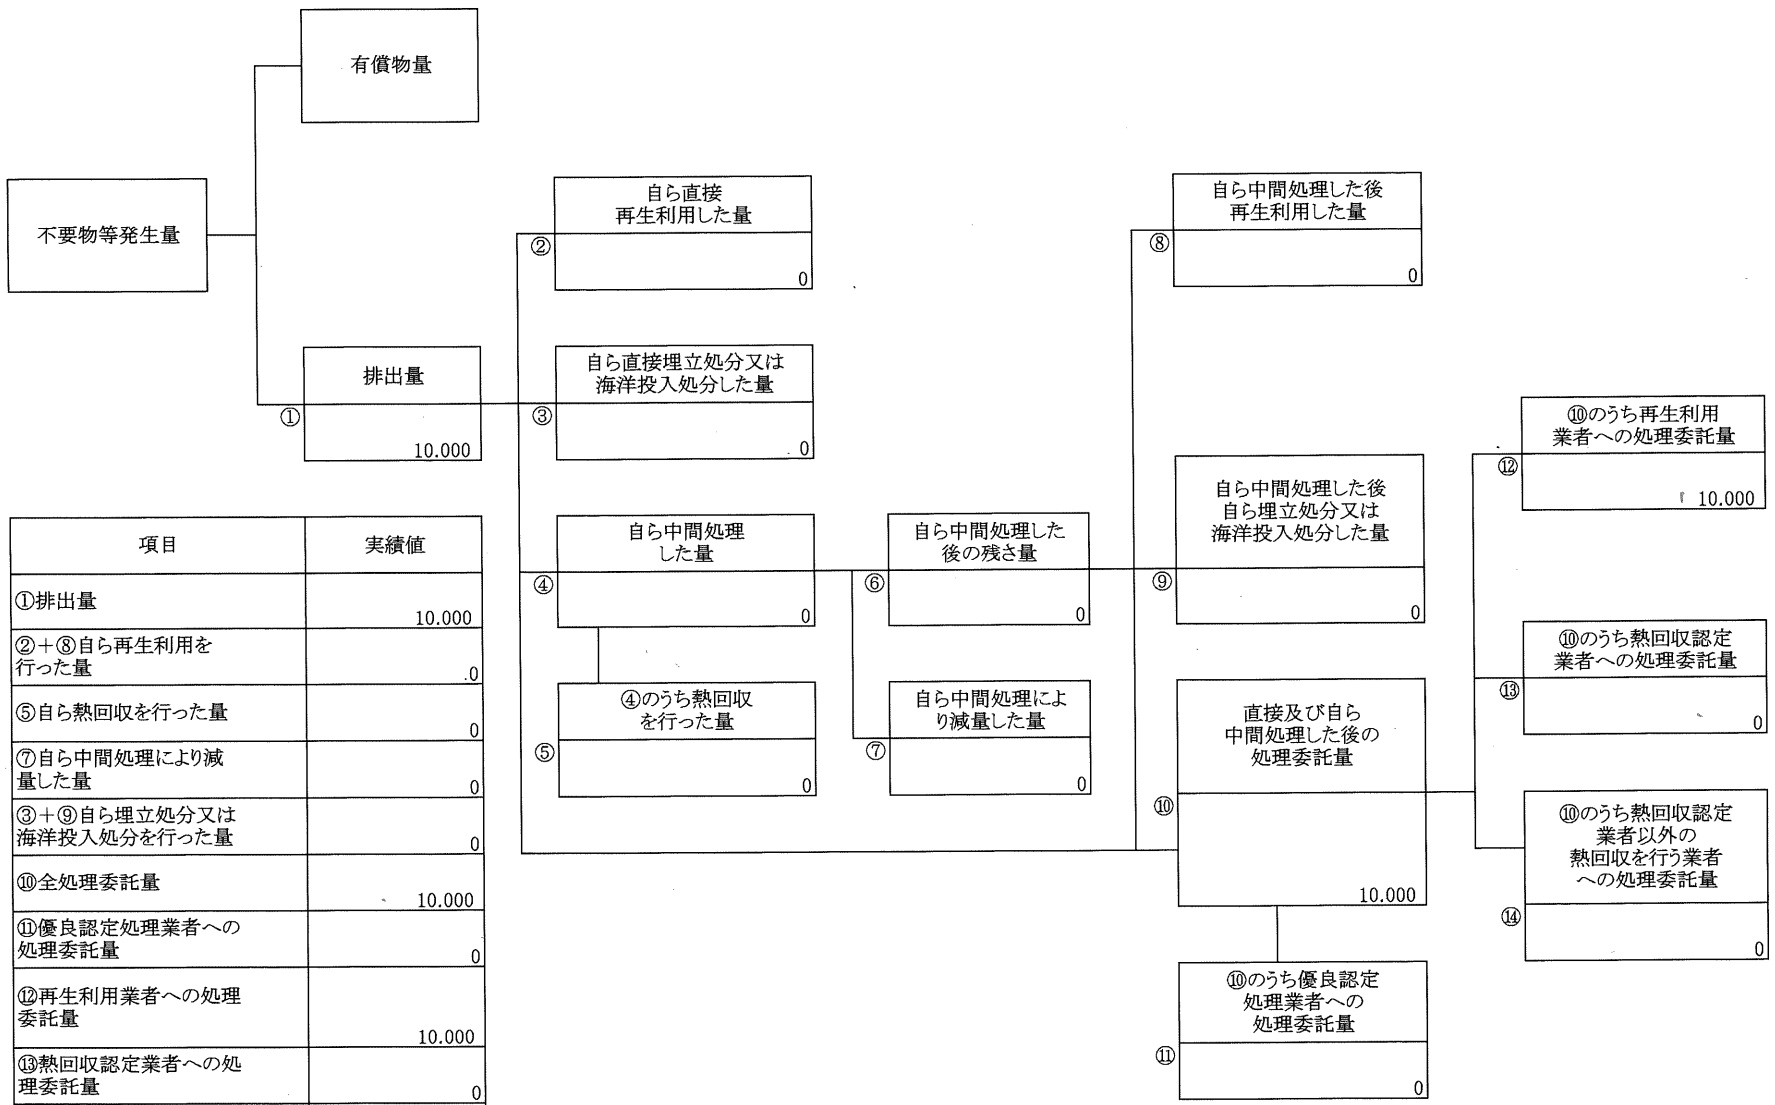 有償物量
不要物等発生量
排出量
①
10.000
自ら直接
再生利用した量
②
0
自ら直接埋立処分又は
海洋投入処分した量
③
0
自ら中間処理
した量
④
0
④のうち熱回収
を行った量
⑤
0
自ら中間処理した
後の残さ量
⑥
0
自ら中間処理によ
り減量した量
⑦
0
自ら中間処理した後
再生利用した量
⑧
0
自ら中間処理した後
自ら埋立処分又は
海洋投入処分した量
⑨
0
直接及び自ら
中間処理した後の
処理委託量
⑩
10.000
⑩のうち優良認定
処理業者への
処理委託量
⑪
0
⑩のうち再生利用
業者への処理委託量
⑫
10.000
⑩のうち熱回収認定
業者への処理委託量
⑬
0
⑩のうち熱回収認定
業者以外の
熱回収を行う業者
への処理委託量
⑭
0
項目 実績値
①排出量
10.000
②＋⑧自ら再生利用を
行った量
0
⑤自ら熱回収を行った量
0
⑦自ら中間処理により減
量した量
0
③＋⑨自ら埋立処分又は
海洋投入処分を行った量
0
⑩全処理委託量
10.000
⑪優良認定処理業者への
処理委託量
0
⑫再生利用業者への処理
委託量
10.000
⑬熱回収認定業者への処
理委託量
0